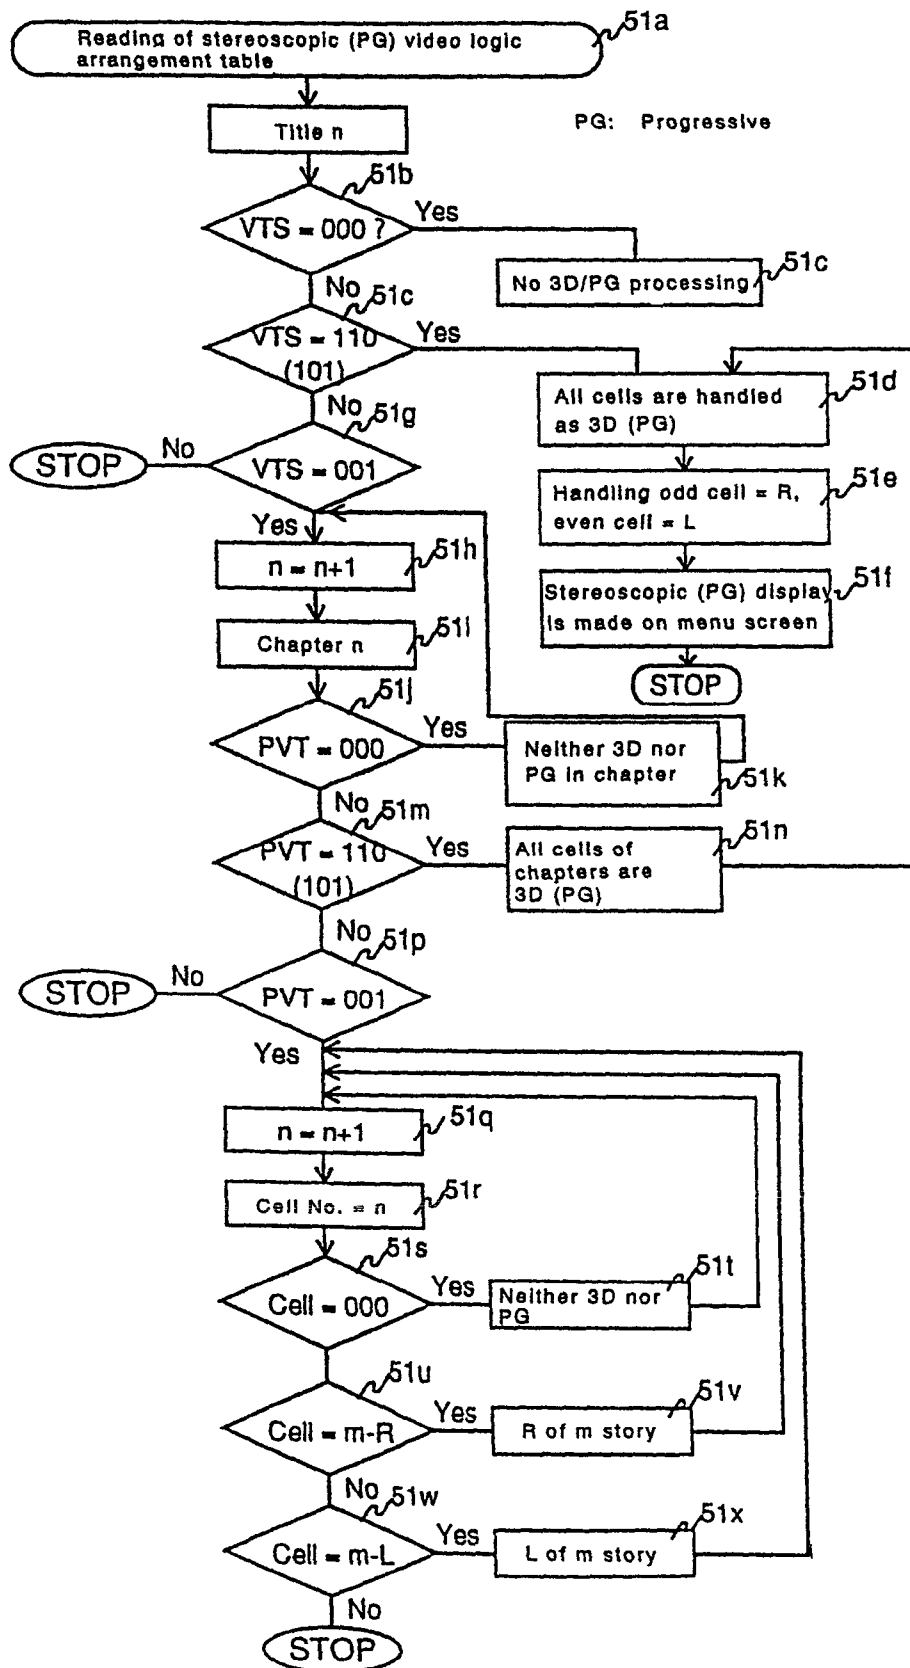 51a
Reading of stereoscopic (PG) video logic
arrangement table
Title n
PG: Progressive
51b
VTS = 000 ?
Yes
51c
No 3D/PG processing
No
51c
VTS = 110
(101)
Yes
51d
All cells are handled
as 3D (PG)
No
51g
STOP
No
VTS = 001
51e
Handling odd cell = R,
even cell = L
Yes
51h
n = n+1
51f
Stereoscopic (PG) display
is made on menu screen
51i
Chapter n
STOP
51j
PVT = 000
Yes
Neither 3D nor
PG in chapter
51k
No
51m
PVT = 110
(101)
Yes
51n
All cells of
chapters are
3D (PG)
No
51p
STOP
No
PVT = 001
Yes
51q
n = n+1
51r
Cell No. = n
51s
Cell = 000
Yes
51t
Neither 3D nor
PG
51u
Cell = m-R
Yes
51v
R of m story
No
51w
Cell = m-L
Yes
51x
L of m story
No
STOP